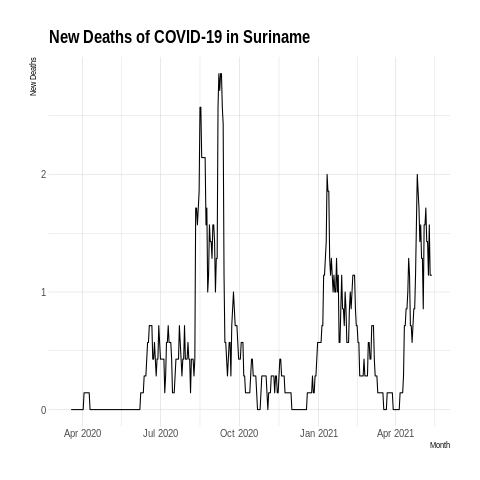 New Deaths of COVID-19 in Suriname
New Deaths
2
1
0
Apr 2020 Jul 2020 Oct 2020 Jan 2021 Apr 2021
Month